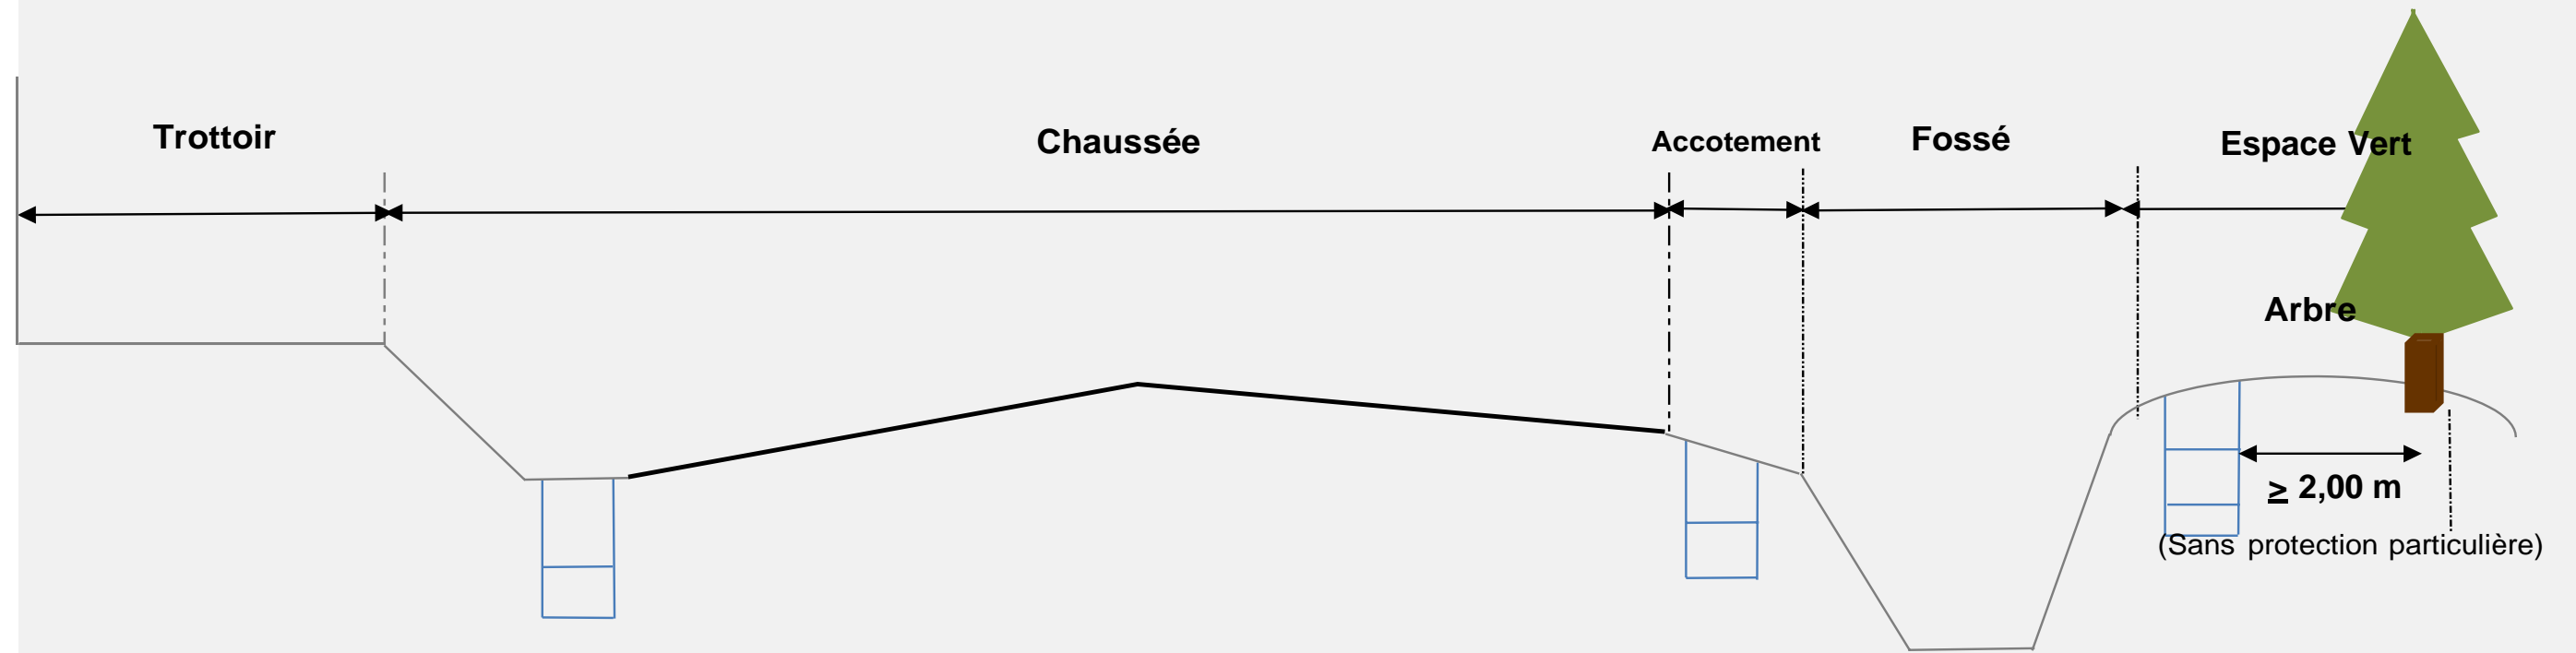 Trottoir
Chaussée
Accotement
Fossé
Espace Vert
Arbre
≥ 2,00 m
(Sans protection particulière)